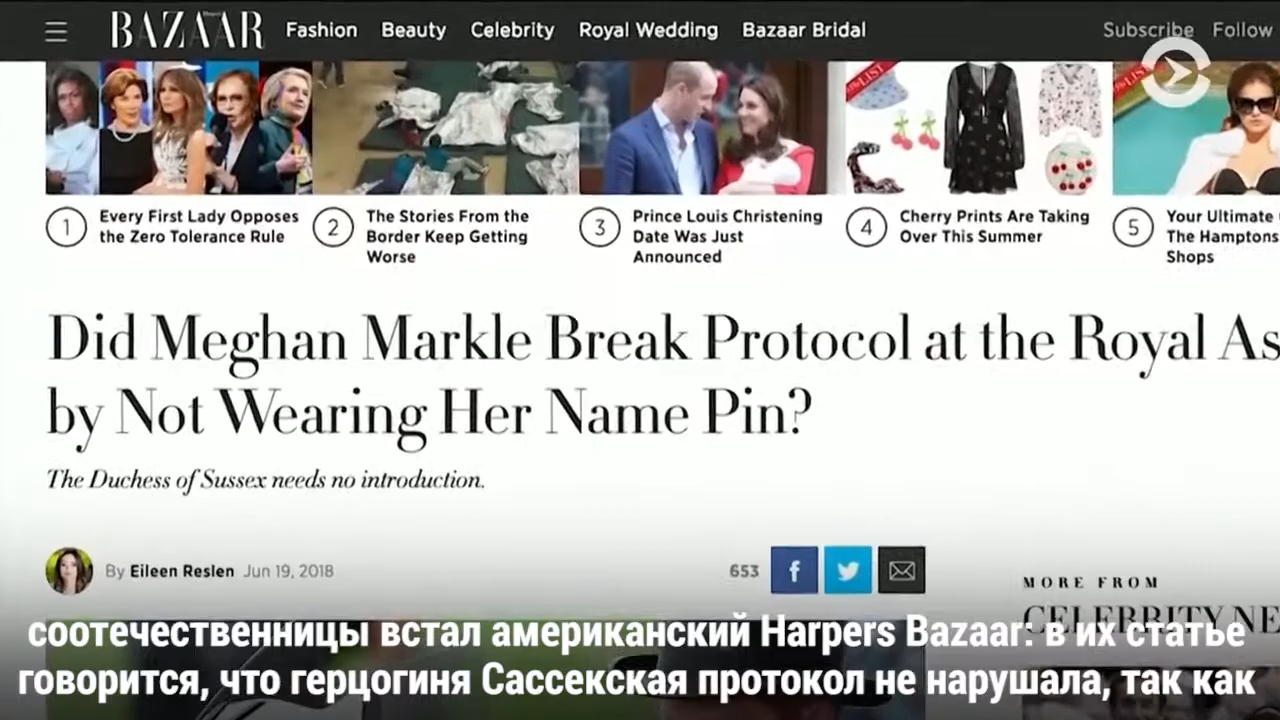 BAZAAR Fashion Beauty Celebrity Royal Wedding Bazaar Bridal Subscribe Follow
1 Every First Lady Opposes
the Zero Tolerance Rule
2 The Stories From the
Border Keep Getting
Worse
3 Prince Louis Christening
Date Was Just
Announced
4 Cherry Prints Are Taking
Over This Summer
5 Your Ultimate
The Hamptons
Shops
Did Meghan Markle Break Protocol at the Royal As
by Not Wearing Her Name Pin?
The Duchess of Sussex needs no introduction.
By Eileen Reslen Jun 19, 2018
653
MORE FROM
CELEBRITY NE
соотечественницы встал американский Harpers Bazaar: в их статье
говорится, что герцогиня Сассекская протокол не нарушала, так как